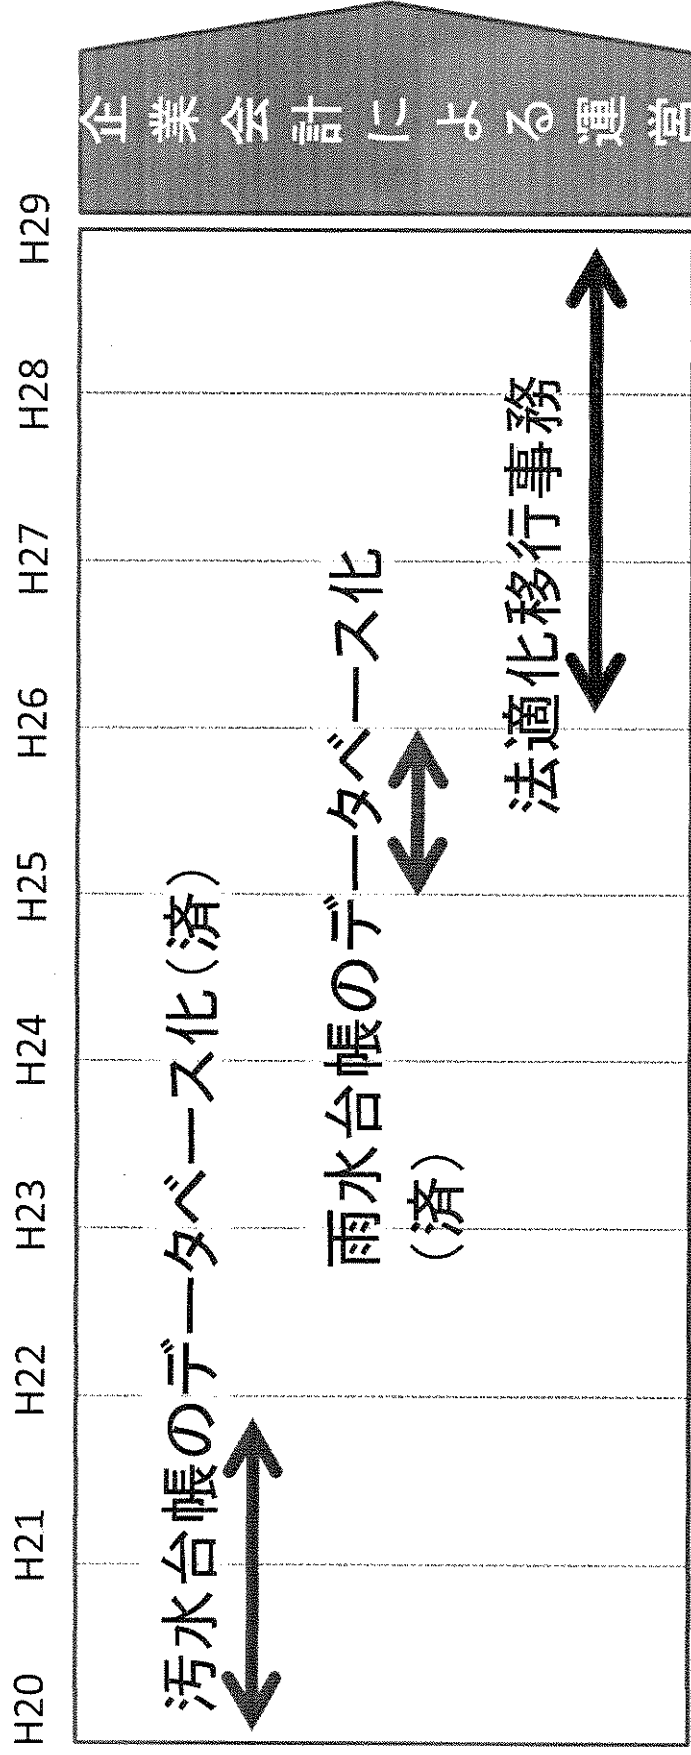 H20 H21 H22 H23 H24 H25 H26 H27 H28 H29
汚水台帳のデータベース化(済)
雨水台帳のデータベース化
(済)
法適化移行事務
企業会計による運営